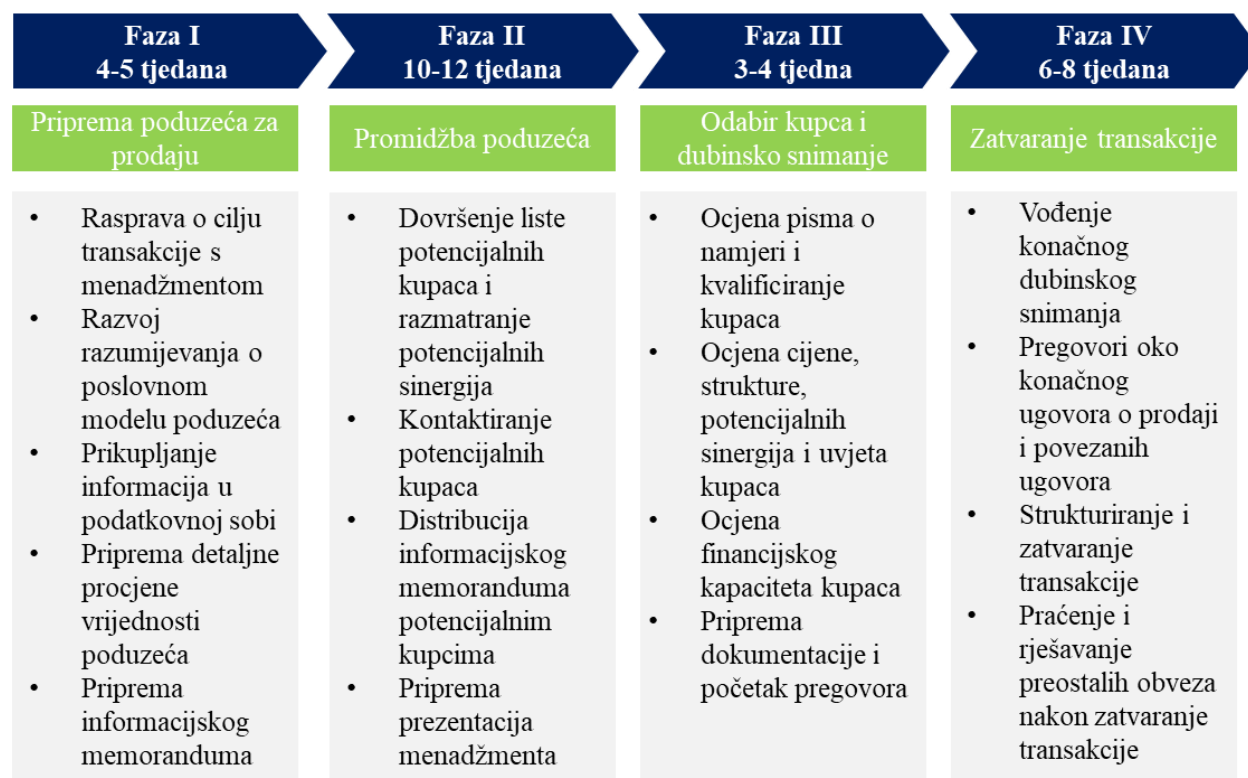 Faza I
4-5 tjedana
Faza II
10-12 tjedana
Faza III
3-4 tjedna
Faza IV
6-8 tjedana
Priprema poduzeća za
prodaju
Promidžba poduzeća
Odabir kupca i
dubinsko snimanje
Zatvaranje transakcije
• Rasprava o cilju
transakcije s
menadžmentom
• Razvoj
razumijevanja o
poslovnom
modelu poduzeća
• Prikupljanje
informacija u
podatkovnoj sobi
• Priprema detaljne
procjene
vrijednosti
poduzeća
• Priprema
informacijskog
memoranduma
• Dovršenje liste
potencijalnih
kupaca i
razmatranje
potencijalnih
sinergija
• Kontaktiranje
potencijalnih
kupaca
• Distribucija
informacijskog
memoranduma
potencijalnim
kupcima
• Priprema
prezentacija
menadžmenta
• Ocjena pisma o
namjeri i
kvalificiranje
kupaca
• Ocjena cijene,
strukture,
potencijalnih
sinergija i uvjeta
kupaca
• Ocjena
financijskog
kapaciteta kupaca
• Priprema
dokumentacije i
početak pregovora
• Vođenje
konačnog
dubinskog
snimanja
• Pregovori oko
konačnog
ugovora o prodaji
i povezanih
ugovora
• Strukturiranje i
zatvaranje
transakcije
• Praćenje i
rješavanje
preostalih obveza
nakon zatvaranje
transakcije